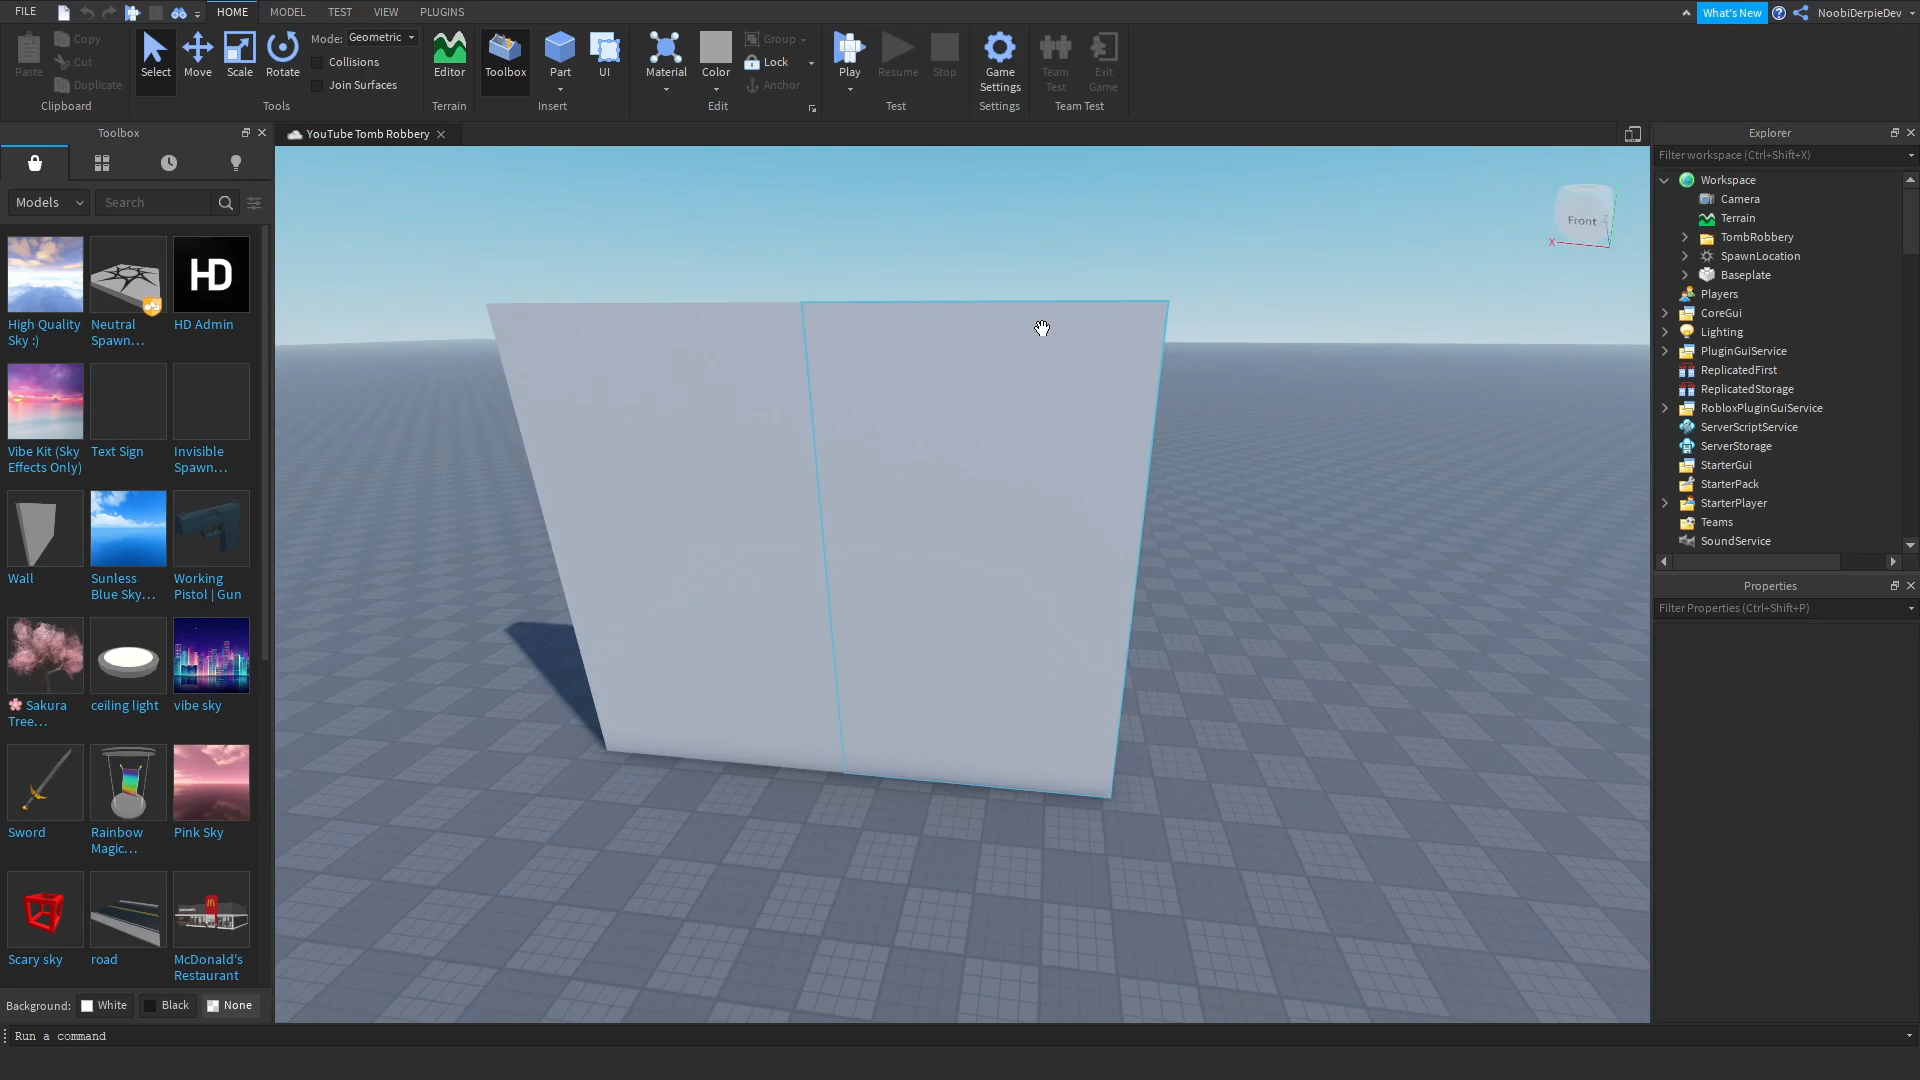 FILE
HOME
MODEL
TEST
VIEW
PLUGINS
What's New
NoobiDerpieDev
Paste
Copy
Cut
Duplicate
Clipboard
Select
Move
Scale
Rotate
Mode: Geometric
Collisions
Join Surfaces
Tools
Editor
Terrain
Toolbox
Part
UI
Insert
Material
Color
Group
Lock
Anchor
Edit
Play
Resume
Stop
Test
Game
Settings
Settings
Team
Test
Exit
Game
Team Test
Toolbox
YouTube Tomb Robbery
Models
Search
High Quality
Sky :)
Neutral
Spawn...
HD
HD Admin
Vibe Kit (Sky
Effects Only)
Text Sign
Invisible
Spawn...
Wall
Sunless
Blue Sky...
Working
Pistol | Gun
🌸 Sakura
Tree...
ceiling light
vibe sky
Sword
Rainbow
Magic...
Pink Sky
Scary sky
road
McDonald's
Restaurant
Background:
White
Black
None
Run a command
Front
X
Z
Explorer
Filter workspace (Ctrl+Shift+X)
Workspace
Camera
Terrain
TombRobbery
SpawnLocation
Baseplate
Players
CoreGui
Lighting
PluginGuiService
ReplicatedFirst
ReplicatedStorage
RobloxPluginGuiService
ServerScriptService
ServerStorage
StarterGui
StarterPack
StarterPlayer
Teams
SoundService
Properties
Filter Properties (Ctrl+Shift+P)